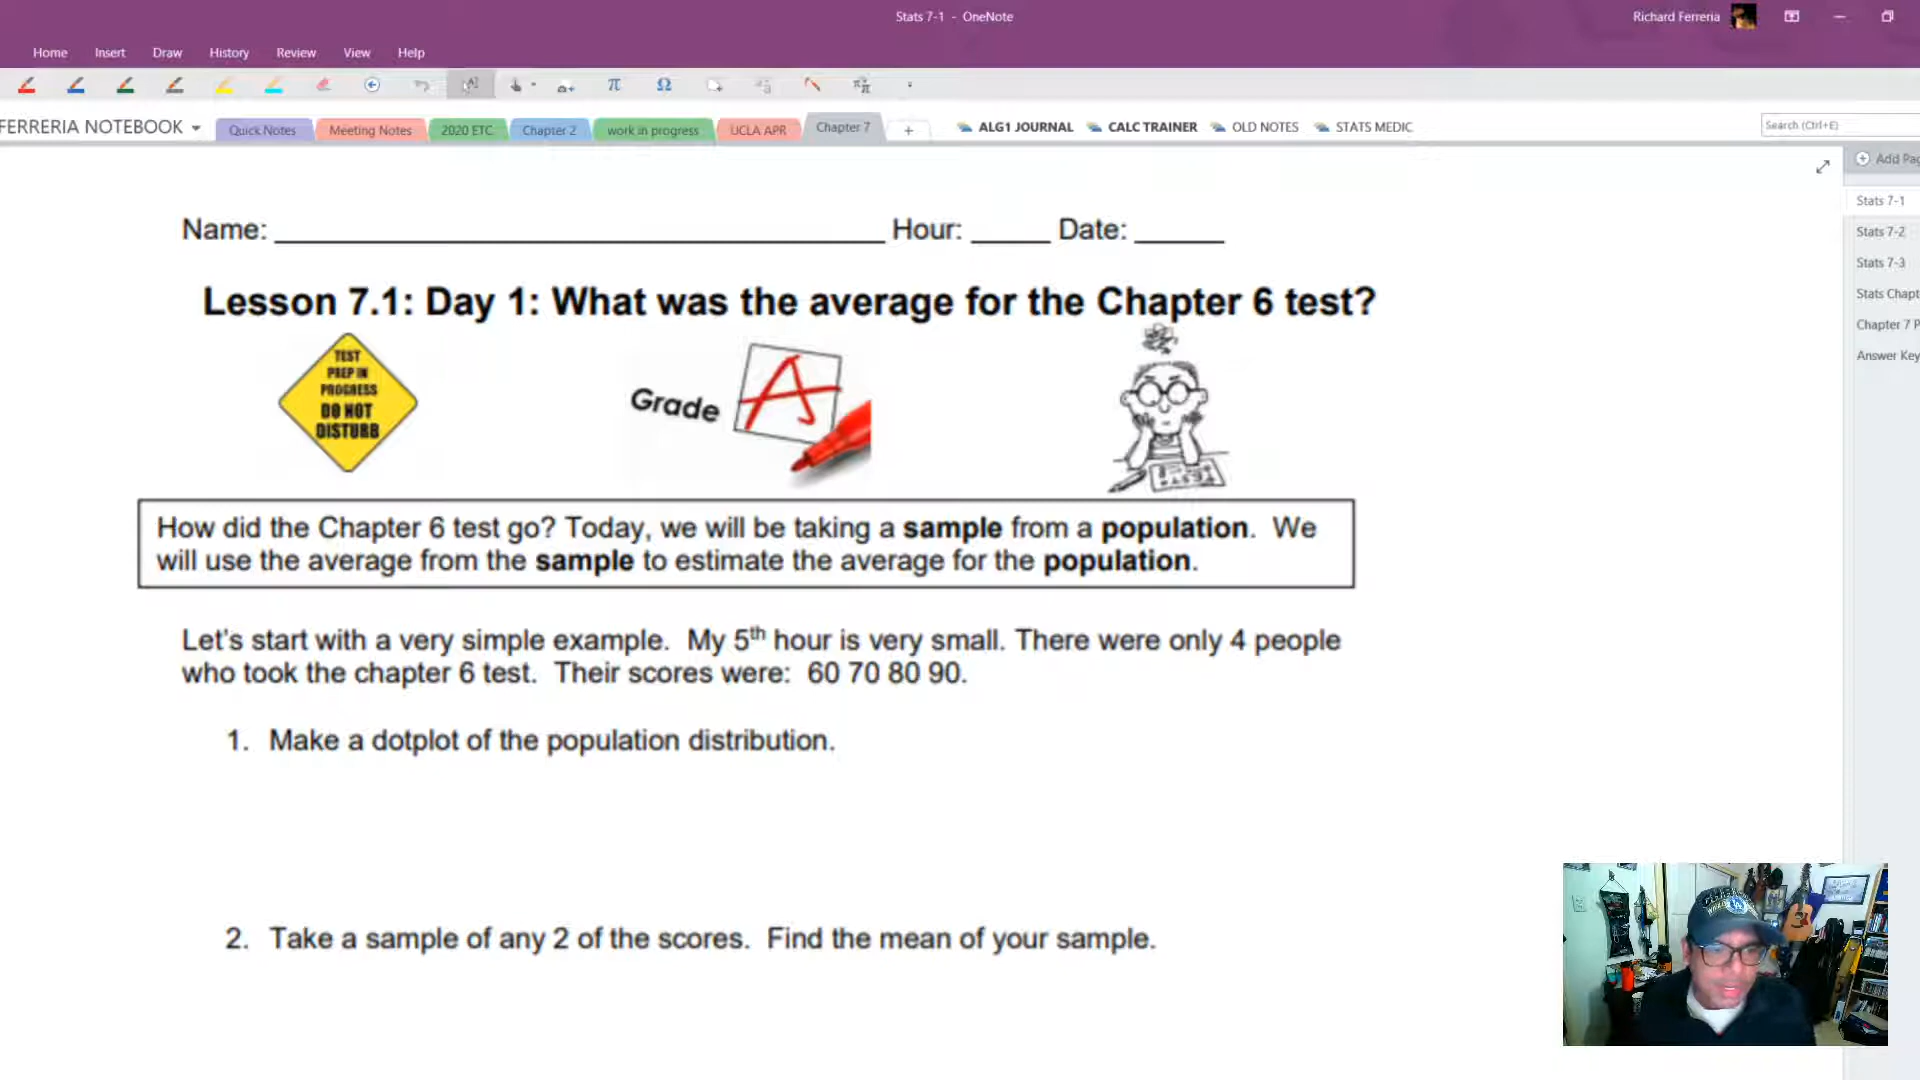 Stats 7-1 - OneNote
Richard Ferreria
Home Insert Draw History Review View Help
FERRERIA NOTEBOOK
Quick Notes Meeting Notes 2020 ETC Chapter 2 work in progress UCLA APR Chapter 7 + ALG1 JOURNAL CALC TRAINER OLD NOTES STATS MEDIC
Search (Ctrl+E)
Add Pag
Stats 7-1
Stats 7-2
Stats 7-3
Stats Chapt
Chapter 7 P
Answer Key
Name: Hour: Date:
Lesson 7.1: Day 1: What was the average for the Chapter 6 test?
TEST
PREP IN
PROGRESS
DO NOT
DISTURB
Grade A
How did the Chapter 6 test go? Today, we will be taking a sample from a population. We
will use the average from the sample to estimate the average for the population.
Let's start with a very simple example. My 5th hour is very small. There were only 4 people
who took the chapter 6 test. Their scores were: 60 70 80 90.
1. Make a dotplot of the population distribution.
2. Take a sample of any 2 of the scores. Find the mean of your sample.